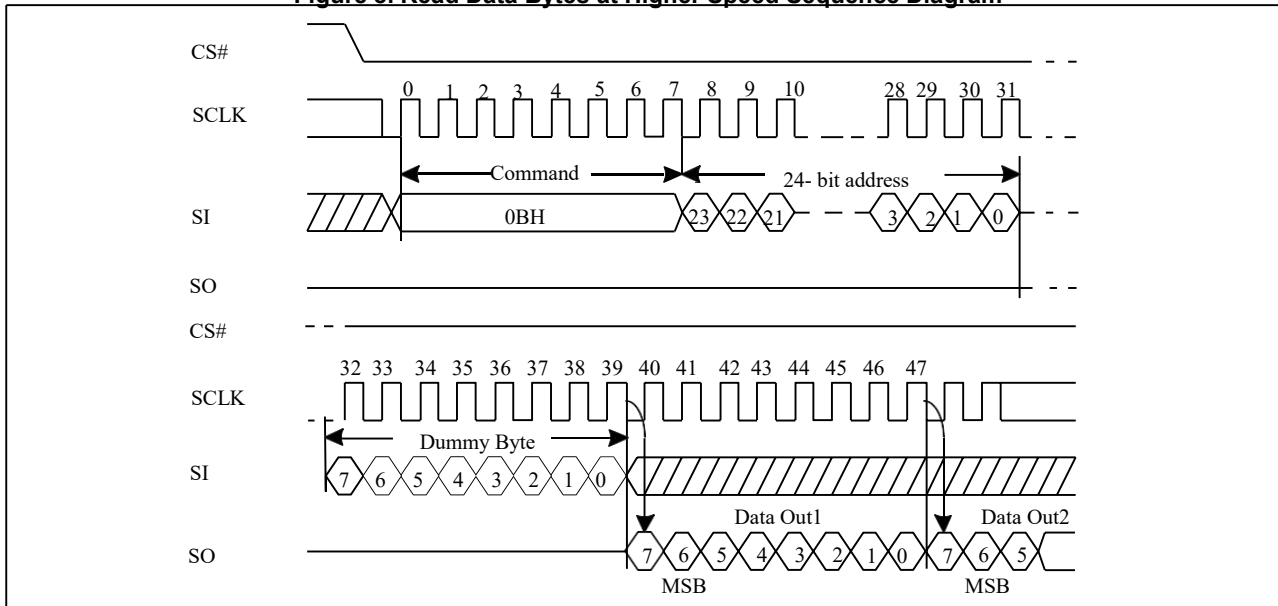 Figure 8. Read Data Bytes at Higher Speed Sequence Diagram
CS#
0 1 2 3 4 5 6 7 8 9 10 28 29 30 31
SCLK
Command 24- bit address
SI 0BH 23 22 21 3 2 1 0
SO
CS#
32 33 34 35 36 37 38 39 40 41 42 43 44 45 46 47
SCLK
Dummy Byte
SI 7 6 5 4 3 2 1 0
Data Out1 Data Out2
SO 7 6 5 4 3 2 1 0 7 6 5
MSB MSB